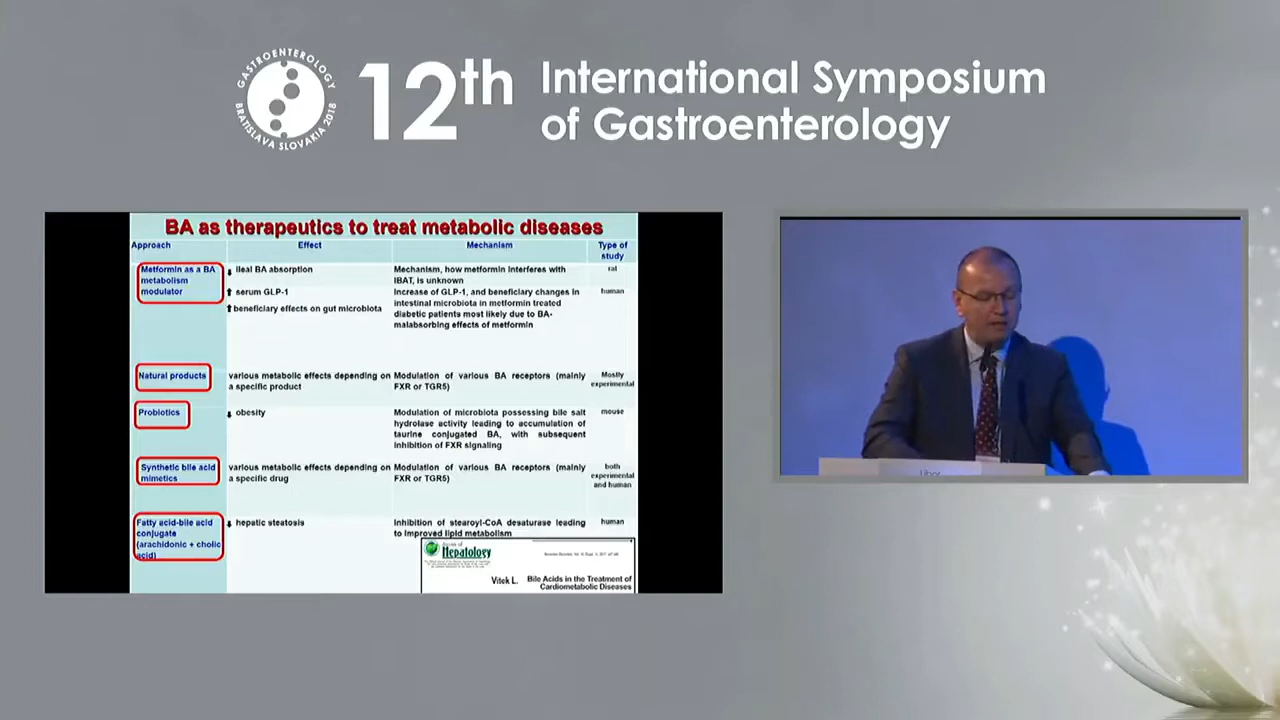 GASTROENTEROLOGY
BRATISLAVA SLOVAKIA 2018
12th
International Symposium
of Gastroenterology
BA as therapeutics to treat metabolic diseases
Approach Effect Mechanism Type of
study
Metformin as a BA
metabolism
modulator
↓ ileal BA absorption
↑ serum GLP-1
↑ beneficiary effects on gut microbiota
Mechanism, how metformin interferes with
IBAT, is unknown
Increase of GLP-1, and beneficiary changes in
intestinal microbiota in metformin treated
diabetic patients most likely due to BA-
malabsorbing effects of metformin
rat
human
Natural products
various metabolic effects depending on
a specific product
Modulation of various BA receptors (mainly
FXR or TGR5)
Mostly
experimental
Probiotics
↓ obesity
Modulation of microbiota possessing bile salt
hydrolase activity leading to accumulation of
taurine conjugated BA, with subsequent
inhibition of FXR signaling
mouse
Synthetic bile acid
mimetics
various metabolic effects depending on
a specific drug
Modulation of various BA receptors (mainly
FXR or TGR5)
both
experimental
and human
Fatty acid-bile acid
conjugate
(arachidonic + cholic
acid)
↓ hepatic steatosis
Inhibition of stearoyl-CoA desaturase leading
to improved lipid metabolism
human
Annals of
Hepatology
Vitek L.
Bile Acids in the Treatment of
Cardiometabolic Diseases
Libor